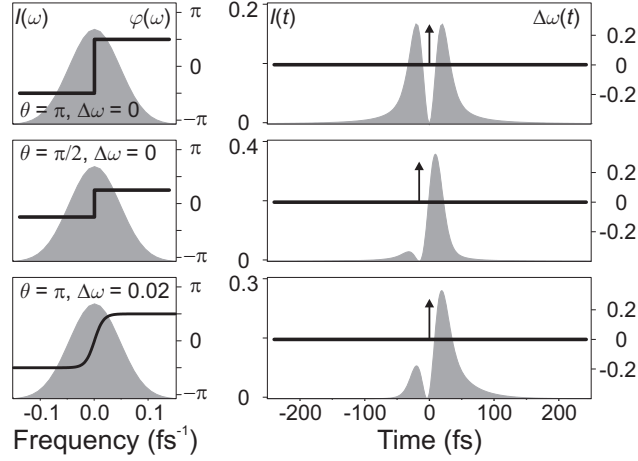 I(ω) φ(ω) π
0
−π
θ = π, Δω = 0
0.2 I(t) Δω(t)
0.2
0
-0.2
0
θ = π/2, Δω = 0
π
0
−π
0.4
0.2
0
-0.2
0
θ = π, Δω = 0.02
π
0
−π
0.3
0.2
0
-0.2
0
-0.1 0.0 0.1
Frequency (fs⁻¹)
-200 -100 0 100 200
Time (fs)